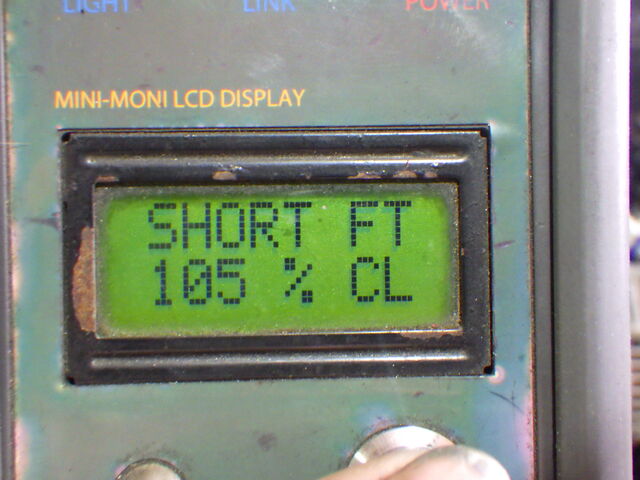 LIGHT LINK POWER
MINI-MONI LCD DISPLAY
SHORT FT
105 % CL